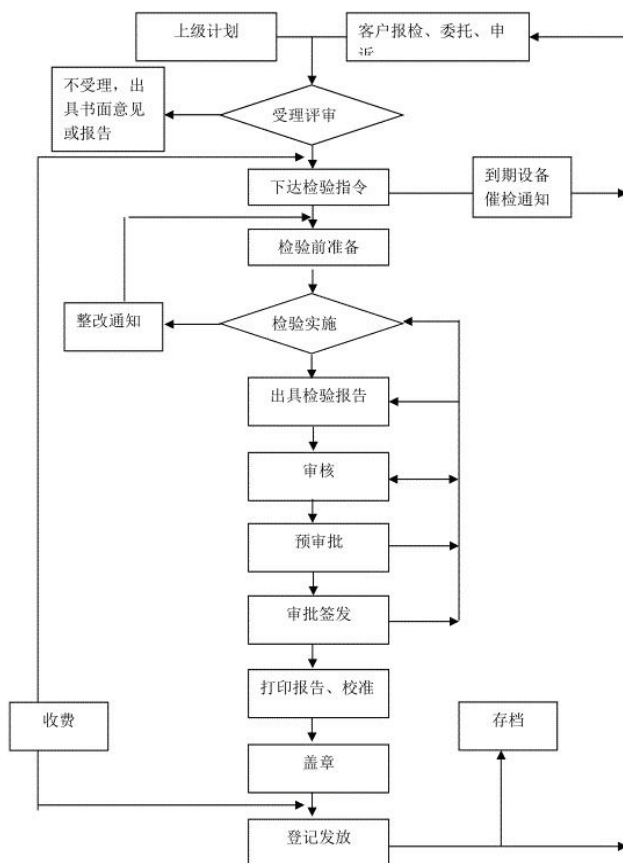 上级计划
客户报检、委托、申
诉
不受理，出
具书面意见
或报告
受理评审
下达检验指令
到期设备
催检通知
检验前准备
整改通知
检验实施
出具检验报告
审核
预审批
审批签发
打印报告、校准
收费
存档
盖章
登记发放